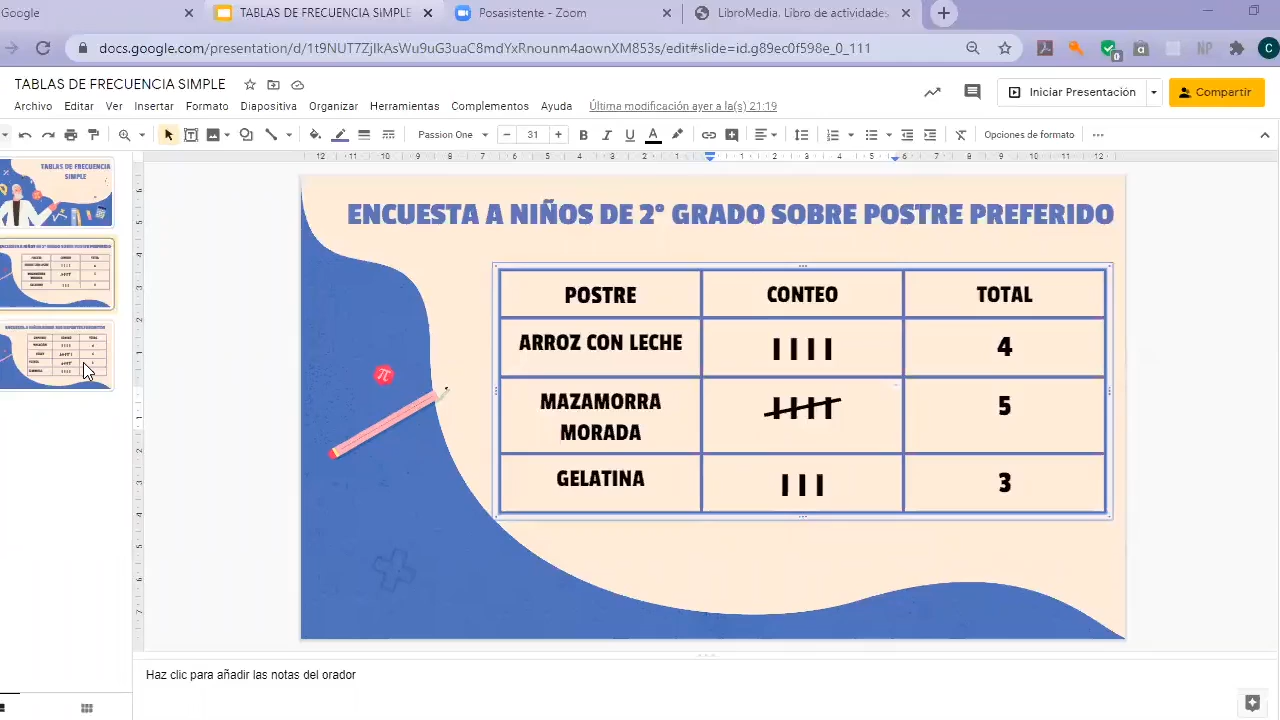 Google
TABLAS DE FRECUENCIA SIMPLE
Posasistente - Zoom
LibroMedia. Libro de actividades
docs.google.com/presentation/d/1t9NUT7ZjlkAsWu9uG3uaC8mdYxRnounm4aownXM853s/edit#slide=id.g89ec0f598e_0_111
TABLAS DE FRECUENCIA SIMPLE
Iniciar Presentación
Compartir
Archivo Editar Ver Insertar Formato Diapositiva Organizar Herramientas Complementos Ayuda Última modificación ayer a la(s) 21:19
Passion One
31
Opciones de formato
TABLAS DE FRECUENCIA
SIMPLE
ENCUESTA A NIÑOS DE 2° GRADO SOBRE POSTRE PREFERIDO
POSTRE CONTEO TOTAL
ARROZ CON LECHE 4
MAZAMORRA
MORADA 5
GELATINA 3
Haz clic para añadir las notas del orador